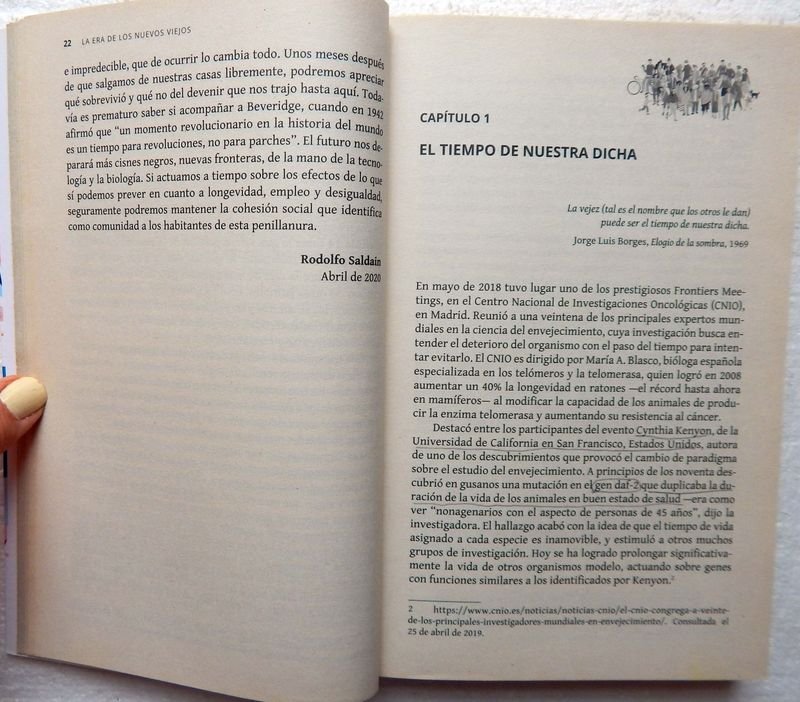 22 LA ERA DE LOS NUEVOS VIEJOS
e impredecible, que de ocurrir lo cambia todo. Unos meses después
de que salgamos de nuestras casas libremente, podremos apreciar
qué sobrevivió y qué no del devenir que nos trajo hasta aquí. Toda-
vía es prematuro saber si acompañar a Beveridge, cuando en 1942
afirmó que “un momento revolucionario en la historia del mundo
es un tiempo para revoluciones, no para parches”. El futuro nos de-
parará más cisnes negros, nuevas fronteras, de la mano de la tecno-
logía y la biología. Si actuamos a tiempo sobre los efectos de lo que
sí podemos prever en cuanto a longevidad, empleo y desigualdad,
seguramente podremos mantener la cohesión social que identifica
como comunidad a los habitantes de esta penillanura.
Rodolfo Saldain
Abril de 2020
CAPÍTULO 1
EL TIEMPO DE NUESTRA DICHA
La vejez (tal es el nombre que los otros le dan)
puede ser el tiempo de nuestra dicha.
Jorge Luis Borges, Elogio de la sombra, 1969
En mayo de 2018 tuvo lugar uno de los prestigiosos Frontiers Mee-
tings, en el Centro Nacional de Investigaciones Oncológicas (CNIO),
en Madrid. Reunió a una veintena de los principales expertos mun-
diales en la ciencia del envejecimiento, cuya investigación busca en-
tender el deterioro del organismo con el paso del tiempo para inten-
tar evitarlo. El CNIO es dirigido por María A. Blasco, bióloga española
especializada en los telómeros y la telomerasa, quien logró en 2008
aumentar un 40% la longevidad en ratones —el récord hasta ahora
en mamíferos— al modificar la capacidad de los animales de produ-
cir la enzima telomerasa y aumentando su resistencia al cáncer.
Destacó entre los participantes del evento Cynthia Kenyon, de la
Universidad de California en San Francisco, Estados Unidos, autora
de uno de los descubrimientos que provocó el cambio de paradigma
sobre el estudio del envejecimiento. A principios de los noventa des-
cubrió en gusanos una mutación en el gen daf-2 que duplicaba la du-
ración de la vida de los animales en buen estado de salud —era como
ver “nonagenarios con el aspecto de personas de 45 años”, dijo la
investigadora. El hallazgo acabó con la idea de que el tiempo de vida
asignado a cada especie es inamovible, y estimuló a otros muchos
grupos de investigación. Hoy se ha logrado prolongar significativa-
mente la vida de otros organismos modelo, actuando sobre genes
con funciones similares a los identificados por Kenyon.2
2 https://www.cnio.es/noticias/noticias-cnio/el-cnio-congrega-a-veinte-
de-los-principales-investigadores-mundiales-en-envejecimiento/. Consultada el
25 de abril de 2019.